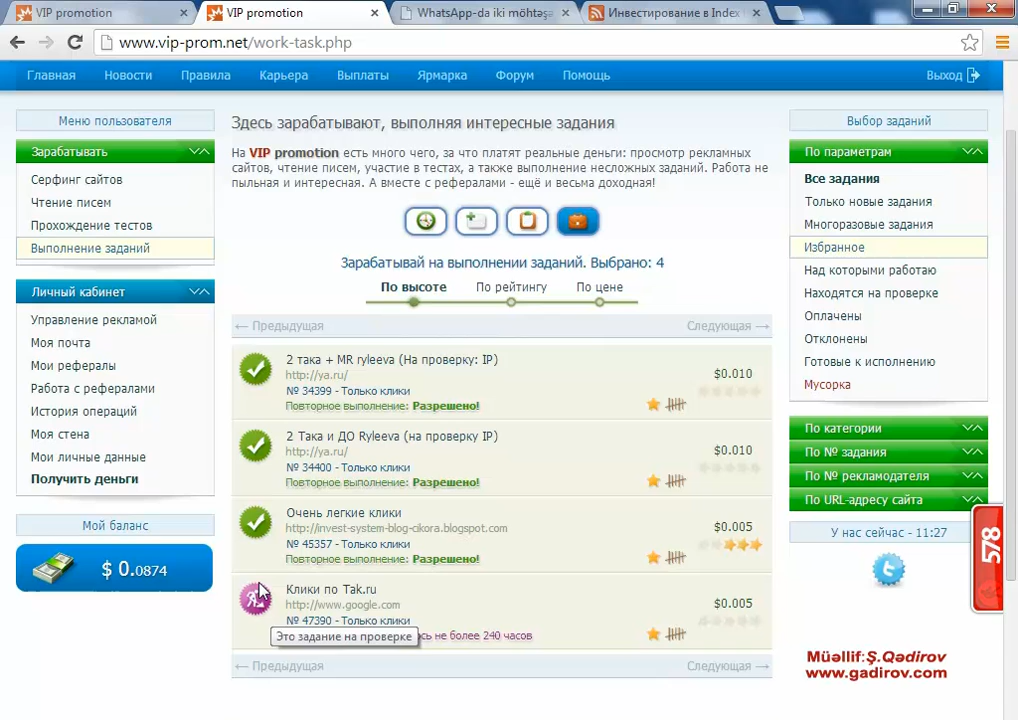 VIP promotion
VIP promotion
WhatsApp-da iki möhtəşə
Инвестирование в Index
www.vip-prom.net/work-task.php
Главная
Новости
Правила
Карьера
Выплаты
Ярмарка
Форум
Помощь
Выход
Меню пользователя
Зарабатывать
Серфинг сайтов
Чтение писем
Прохождение тестов
Выполнение заданий
Личный кабинет
Управление рекламой
Моя почта
Мои рефералы
Работа с рефералами
История операций
Моя стена
Мои личные данные
Получить деньги
Мой баланс
$ 0.0874
Здесь зарабатывают, выполняя интересные задания
На VIP promotion есть много чего, за что платят реальные деньги: просмотр рекламных
сайтов, чтение писем, участие в тестах, а также выполнение несложных заданий. Работа не
пыльная и интересная. А вместе с рефералами - ещё и весьма доходная!
Зарабатывай на выполнении заданий. Выбрано: 4
По высоте
По рейтингу
По цене
← Предыдущая
Следующая →
2 така + MR ryleeva (На проверку: IP)
http://ya.ru/
№ 34399 - Только клики
Повторное выполнение: Разрешено!
$0.010
2 Така и ДО Ryleeva (на проверку IP)
http://ya.ru/
№ 34400 - Только клики
Повторное выполнение: Разрешено!
$0.010
Очень легкие клики
http://invest-system-blog-cikora.blogspot.com
№ 45357 - Только клики
Повторное выполнение: Разрешено!
$0.005
Клики по Tak.ru
http://www.google.com
№ 47390 - Только клики
Это задание на проверке
сь не более 240 часов
$0.005
← Предыдущая
Следующая →
Выбор заданий
По параметрам
Все задания
Только новые задания
Многоразовые задания
Избранное
Над которыми работаю
Находятся на проверке
Оплачены
Отклонены
Готовые к исполнению
Мусорка
По категории
По № задания
По № рекламодателя
По URL-адресу сайта
У нас сейчас - 11:27
578
Müəllif:Ş.Qədirov
www.gadirov.com